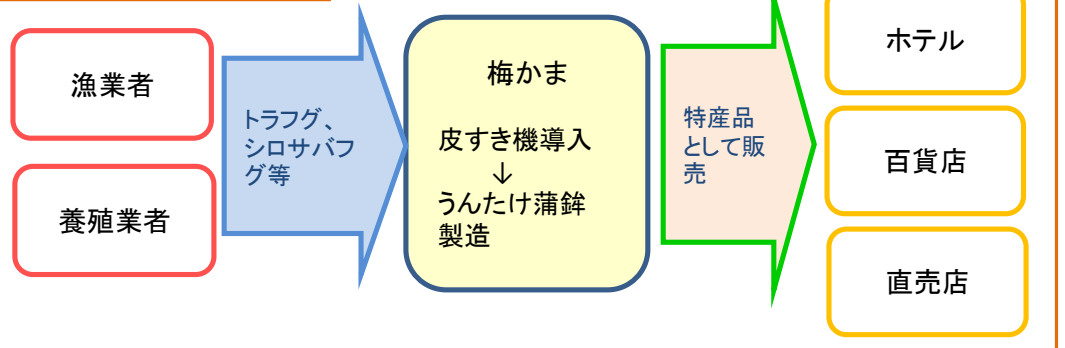 漁業者
養殖業者
トラフグ、
シロサバフ
グ等
梅かま
皮すき機導入
↓
うんたけ蒲鉾
製造
特産品
として販
売
ホテル
百貨店
直売店